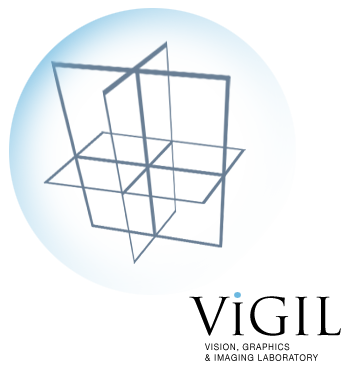 ViGIL
VISION, GRAPHICS
& IMAGING LABORATORY